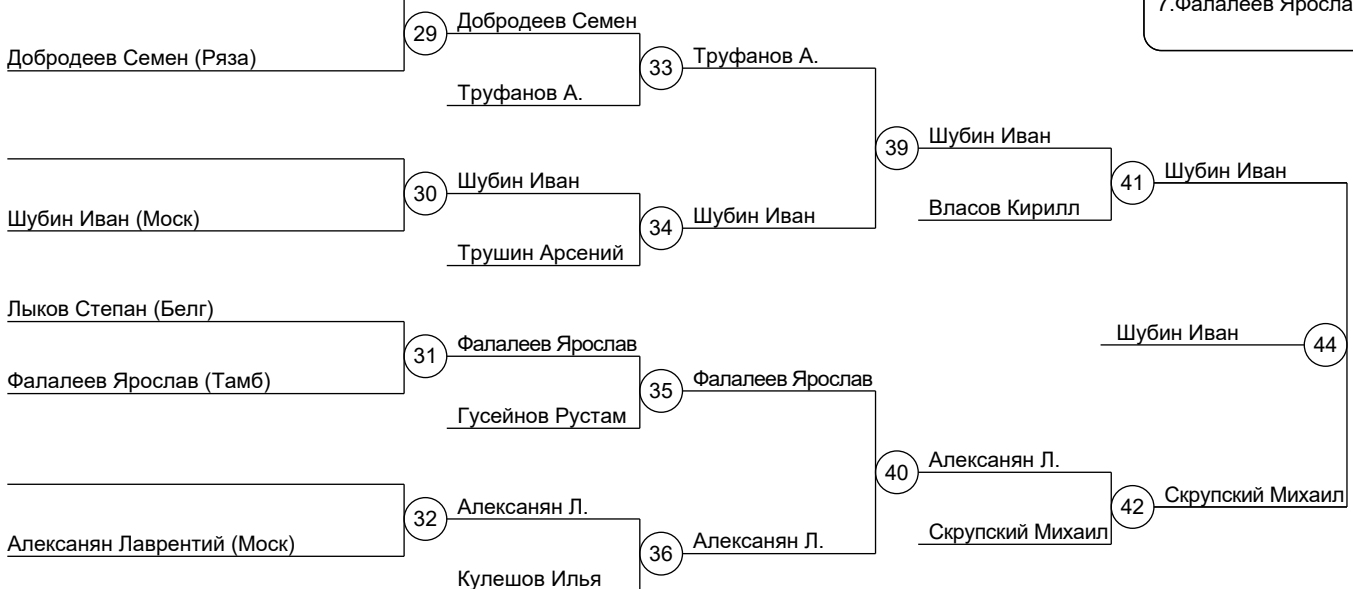 7.Фалалеев Яросла
29
Добродеев Семен
Добродеев Семен (Ряза)
33
Труфанов А.
Труфанов А.
39
Шубин Иван
30
Шубин Иван
41
Шубин Иван
Шубин Иван (Моск)
34
Шубин Иван
Власов Кирилл
Трушин Арсений
Лыков Степан (Белг)
Шубин Иван
44
31
Фалалеев Ярослав
Фалалеев Ярослав (Тамб)
35
Фалалеев Ярослав
Гусейнов Рустам
40
Алексанян Л.
32
Алексанян Л.
42
Скрупский Михаил
Алексанян Лаврентий (Моск)
36
Алексанян Л.
Скрупский Михаил
Кулешов Илья